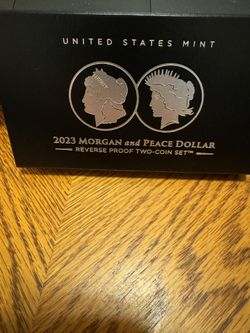 UNITED STATES MINT
2023 MORGAN and PEACE DOLLAR
REVERSE PROOF TWO-COIN SET™